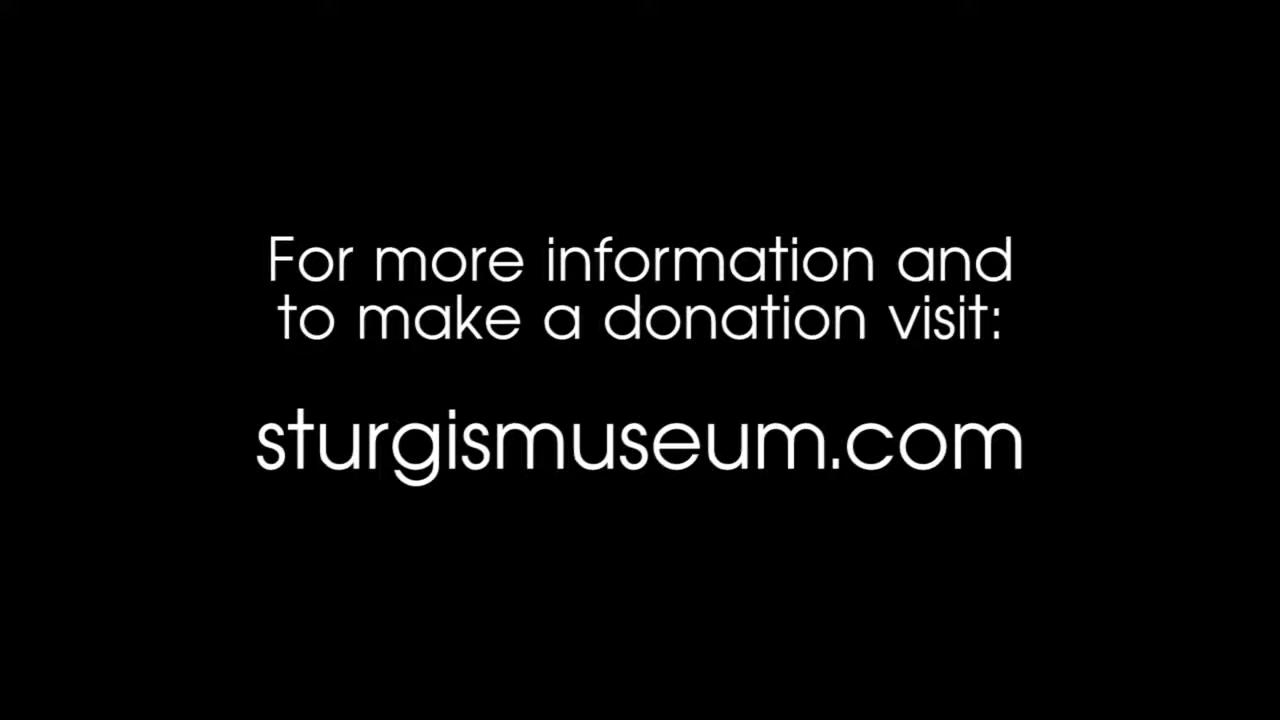 For more information and
to make a donation visit:
sturgismuseum.com